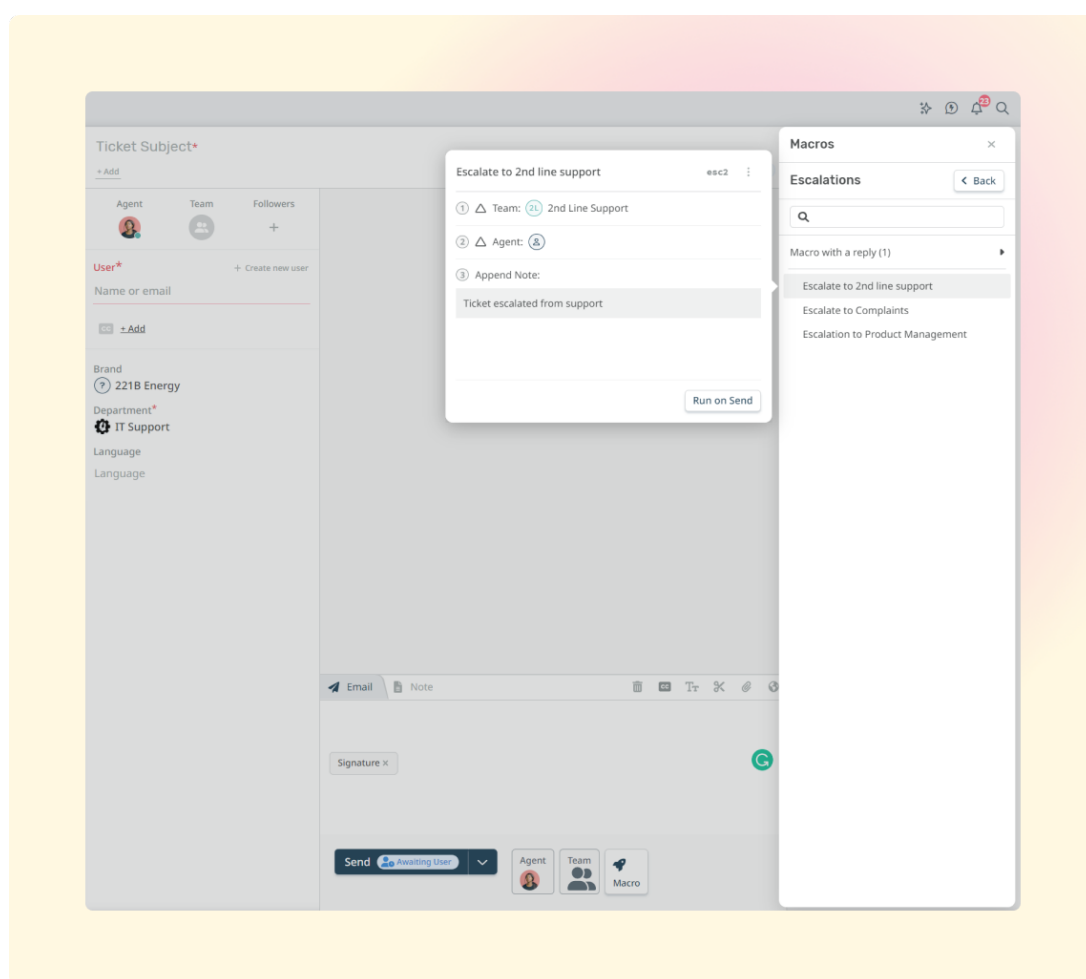 23
Ticket Subject*
+ Add
Agent Team Followers
User*
+ Create new user
Name or email
CC + Add
Brand
? 221B Energy
Department*
IT Support
Language
Language
Escalate to 2nd line support esc2
1 Team: 2L 2nd Line Support
2 Agent:
3 Append Note:
Ticket escalated from support
Run on Send
Macros ×
Escalations
< Back
Macro with a reply (1)
Escalate to 2nd line support
Escalate to Complaints
Escalation to Product Management
Email Note CC TT
Signature ×
G
Send Awaiting User
Agent Team
Macro